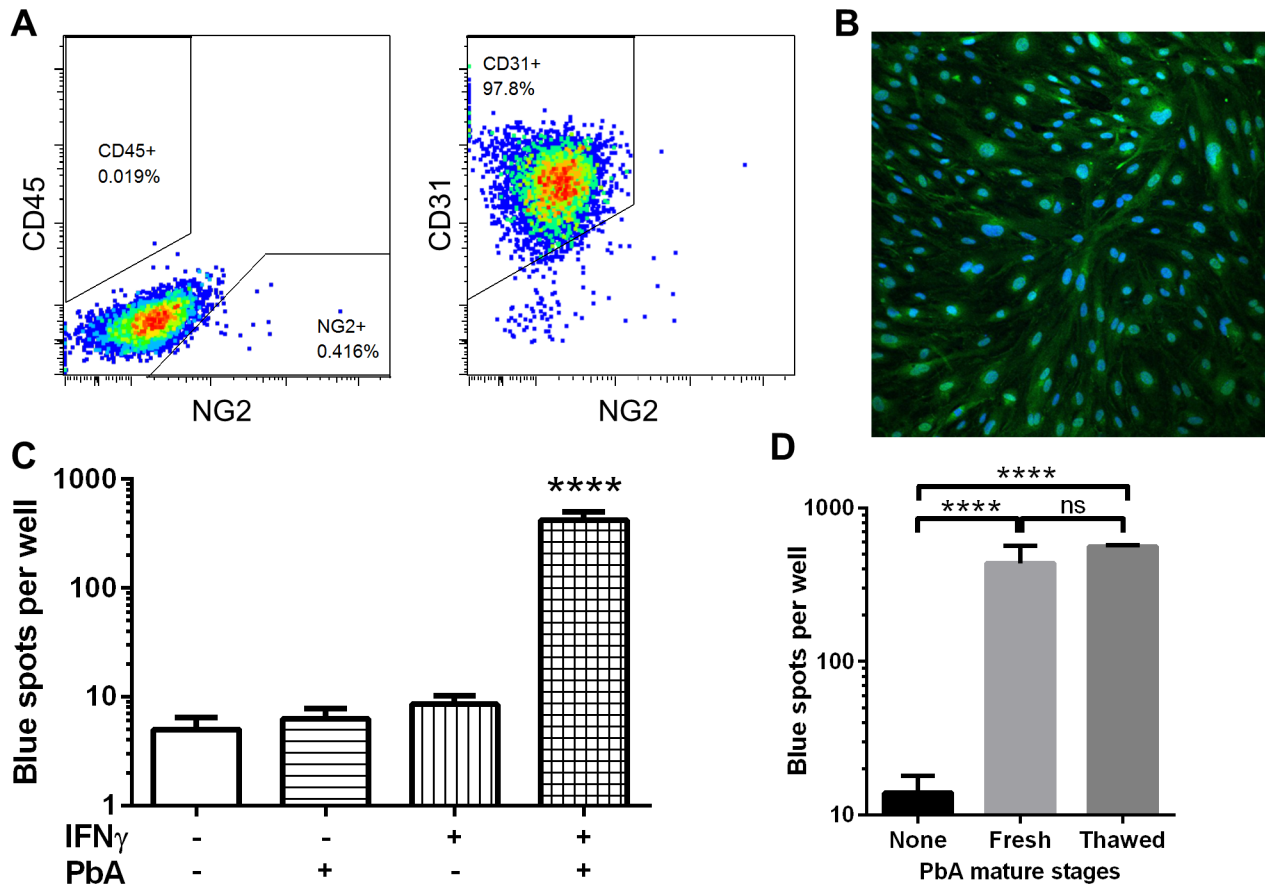 A
CD45+
0.019%
NG2+
0.416%
CD45
NG2
CD31+
97.8%
CD31
NG2
B
C
Blue spots per well
1000
100
10
1
****
IFNγ - - + +
PbA - + - +
D
Blue spots per well
1000
100
10
****
**** ns
None Fresh Thawed
PbA mature stages